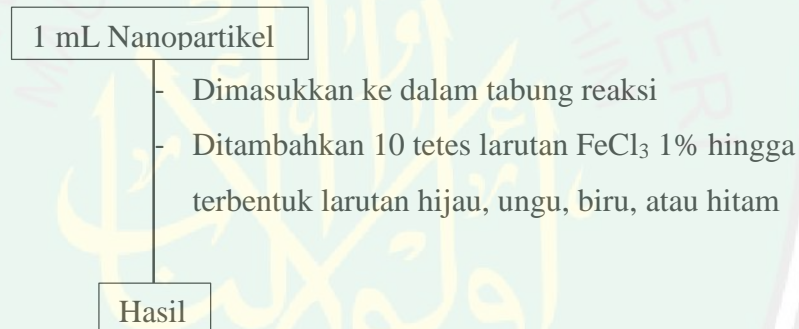 1 mL Nanopartikel
- Dimasukkan ke dalam tabung reaksi
- Ditambahkan 10 tetes larutan FeCl₃ 1% hingga
terbentuk larutan hijau, ungu, biru, atau hitam
Hasil